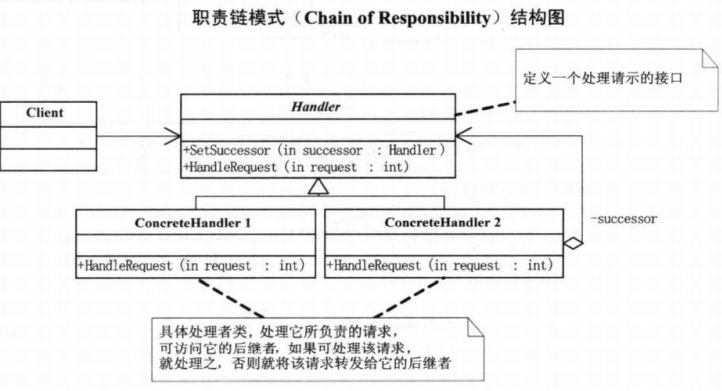 职责链模式（Chain of Responsibility）结构图
定义一个处理请示的接口
Client
Handler
+SetSuccessor (in successor : Handler)
+HandleRequest (in request : int)
ConcreteHandler 1
+HandleRequest (in request : int)
ConcreteHandler 2
+HandleRequest (in request : int)
-successor
具体处理者类，处理它所负责的请求，
可访问它的后继者，如果可处理该请求，
就处理之，否则就将该请求转发给它的后继者